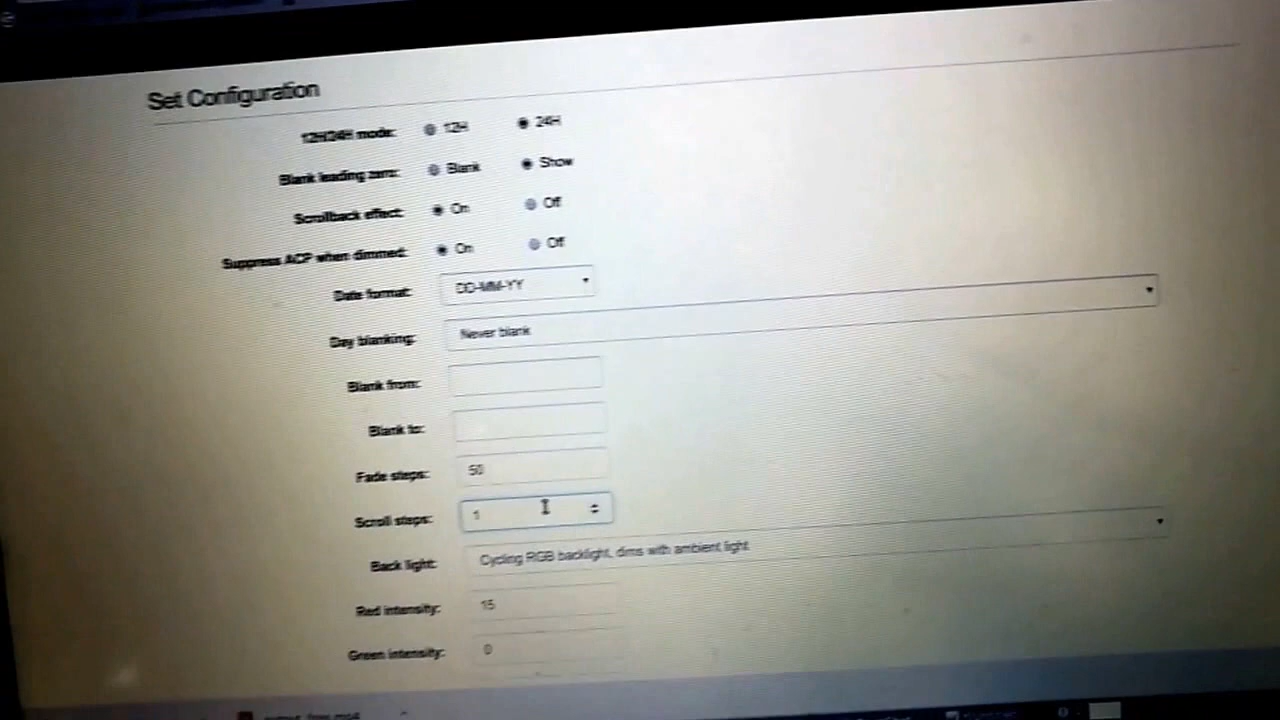 Set Configuration
12H/24H mode: 12H 24H
Blank leading zero: Blank Show
Scrollback effect: On Off
Suppress ACP when dimmed: On Off
Date format: DD-MM-YY
Day blanking: Never blank
Blank from:
Blank to:
Fade steps: 50
Scroll steps: 1
Back light: Cycling RGB backlight, dims with ambient light
Red intensity: 15
Green intensity: 0